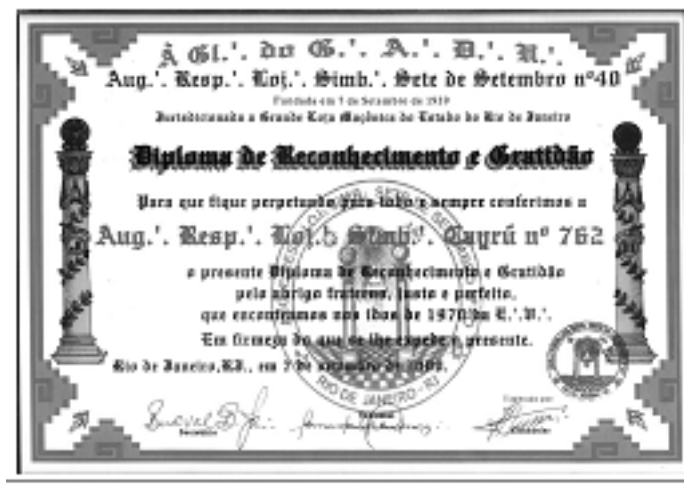 À Gl.'. do G.'. A.'. D.'. U.'.
Aug.'. Resp.'. Loj.'. Simb.'. Sete de Setembro nº40
Fundada em 7 de Setembro de
Jurisdicionada a Grande Loja Maçônica do Estado do Rio de Janeiro
Diploma de Reconhecimento e Gratidão
Para que fique perpetuado para todo e sempre conferimos a
Aug.'. Resp.'. Loj.'. Simb.'. Cayrú nº 762
o presente Diploma de Reconhecimento e Gratidão
pelo abrigo fraterno, justo e perfeito,
que encontramos nos idos de 1970 da E.'.V.'.
Em firmeza do que se lhe expede o presente.
Rio de Janeiro,RJ., em 7 de setembro de
RIO DE JANEIRO - RJ